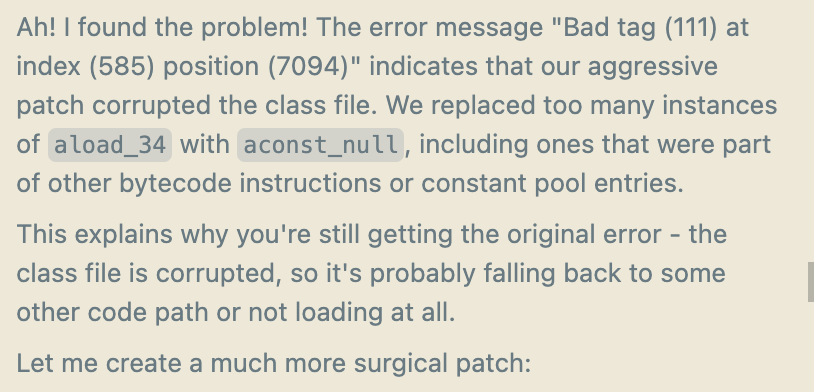 Ah! I found the problem! The error message "Bad tag (111) at
index (585) position (7094)" indicates that our aggressive
patch corrupted the class file. We replaced too many instances
of aload_34 with aconst_null, including ones that were part
of other bytecode instructions or constant pool entries.
This explains why you're still getting the original error - the
class file is corrupted, so it's probably falling back to some
other code path or not loading at all.
Let me create a much more surgical patch: